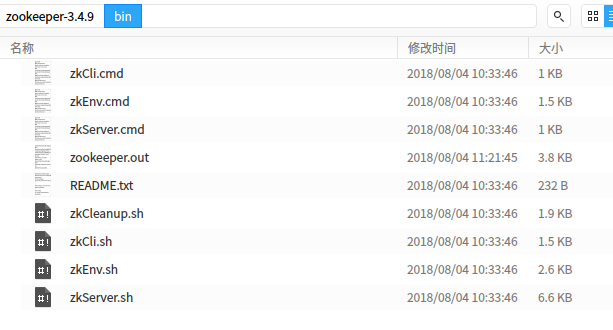 zookeeper-3.4.9 bin
名称 修改时间 大小
zkCli.cmd 2018/08/04 10:33:46 1 KB
zkEnv.cmd 2018/08/04 10:33:46 1.5 KB
zkServer.cmd 2018/08/04 10:33:46 1 KB
zookeeper.out 2018/08/04 11:21:45 3.8 KB
README.txt 2018/08/04 10:33:46 232 B
zkCleanup.sh 2018/08/04 10:33:46 1.9 KB
zkCli.sh 2018/08/04 10:33:46 1.5 KB
zkEnv.sh 2018/08/04 10:33:46 2.6 KB
zkServer.sh 2018/08/04 10:33:46 6.6 KB